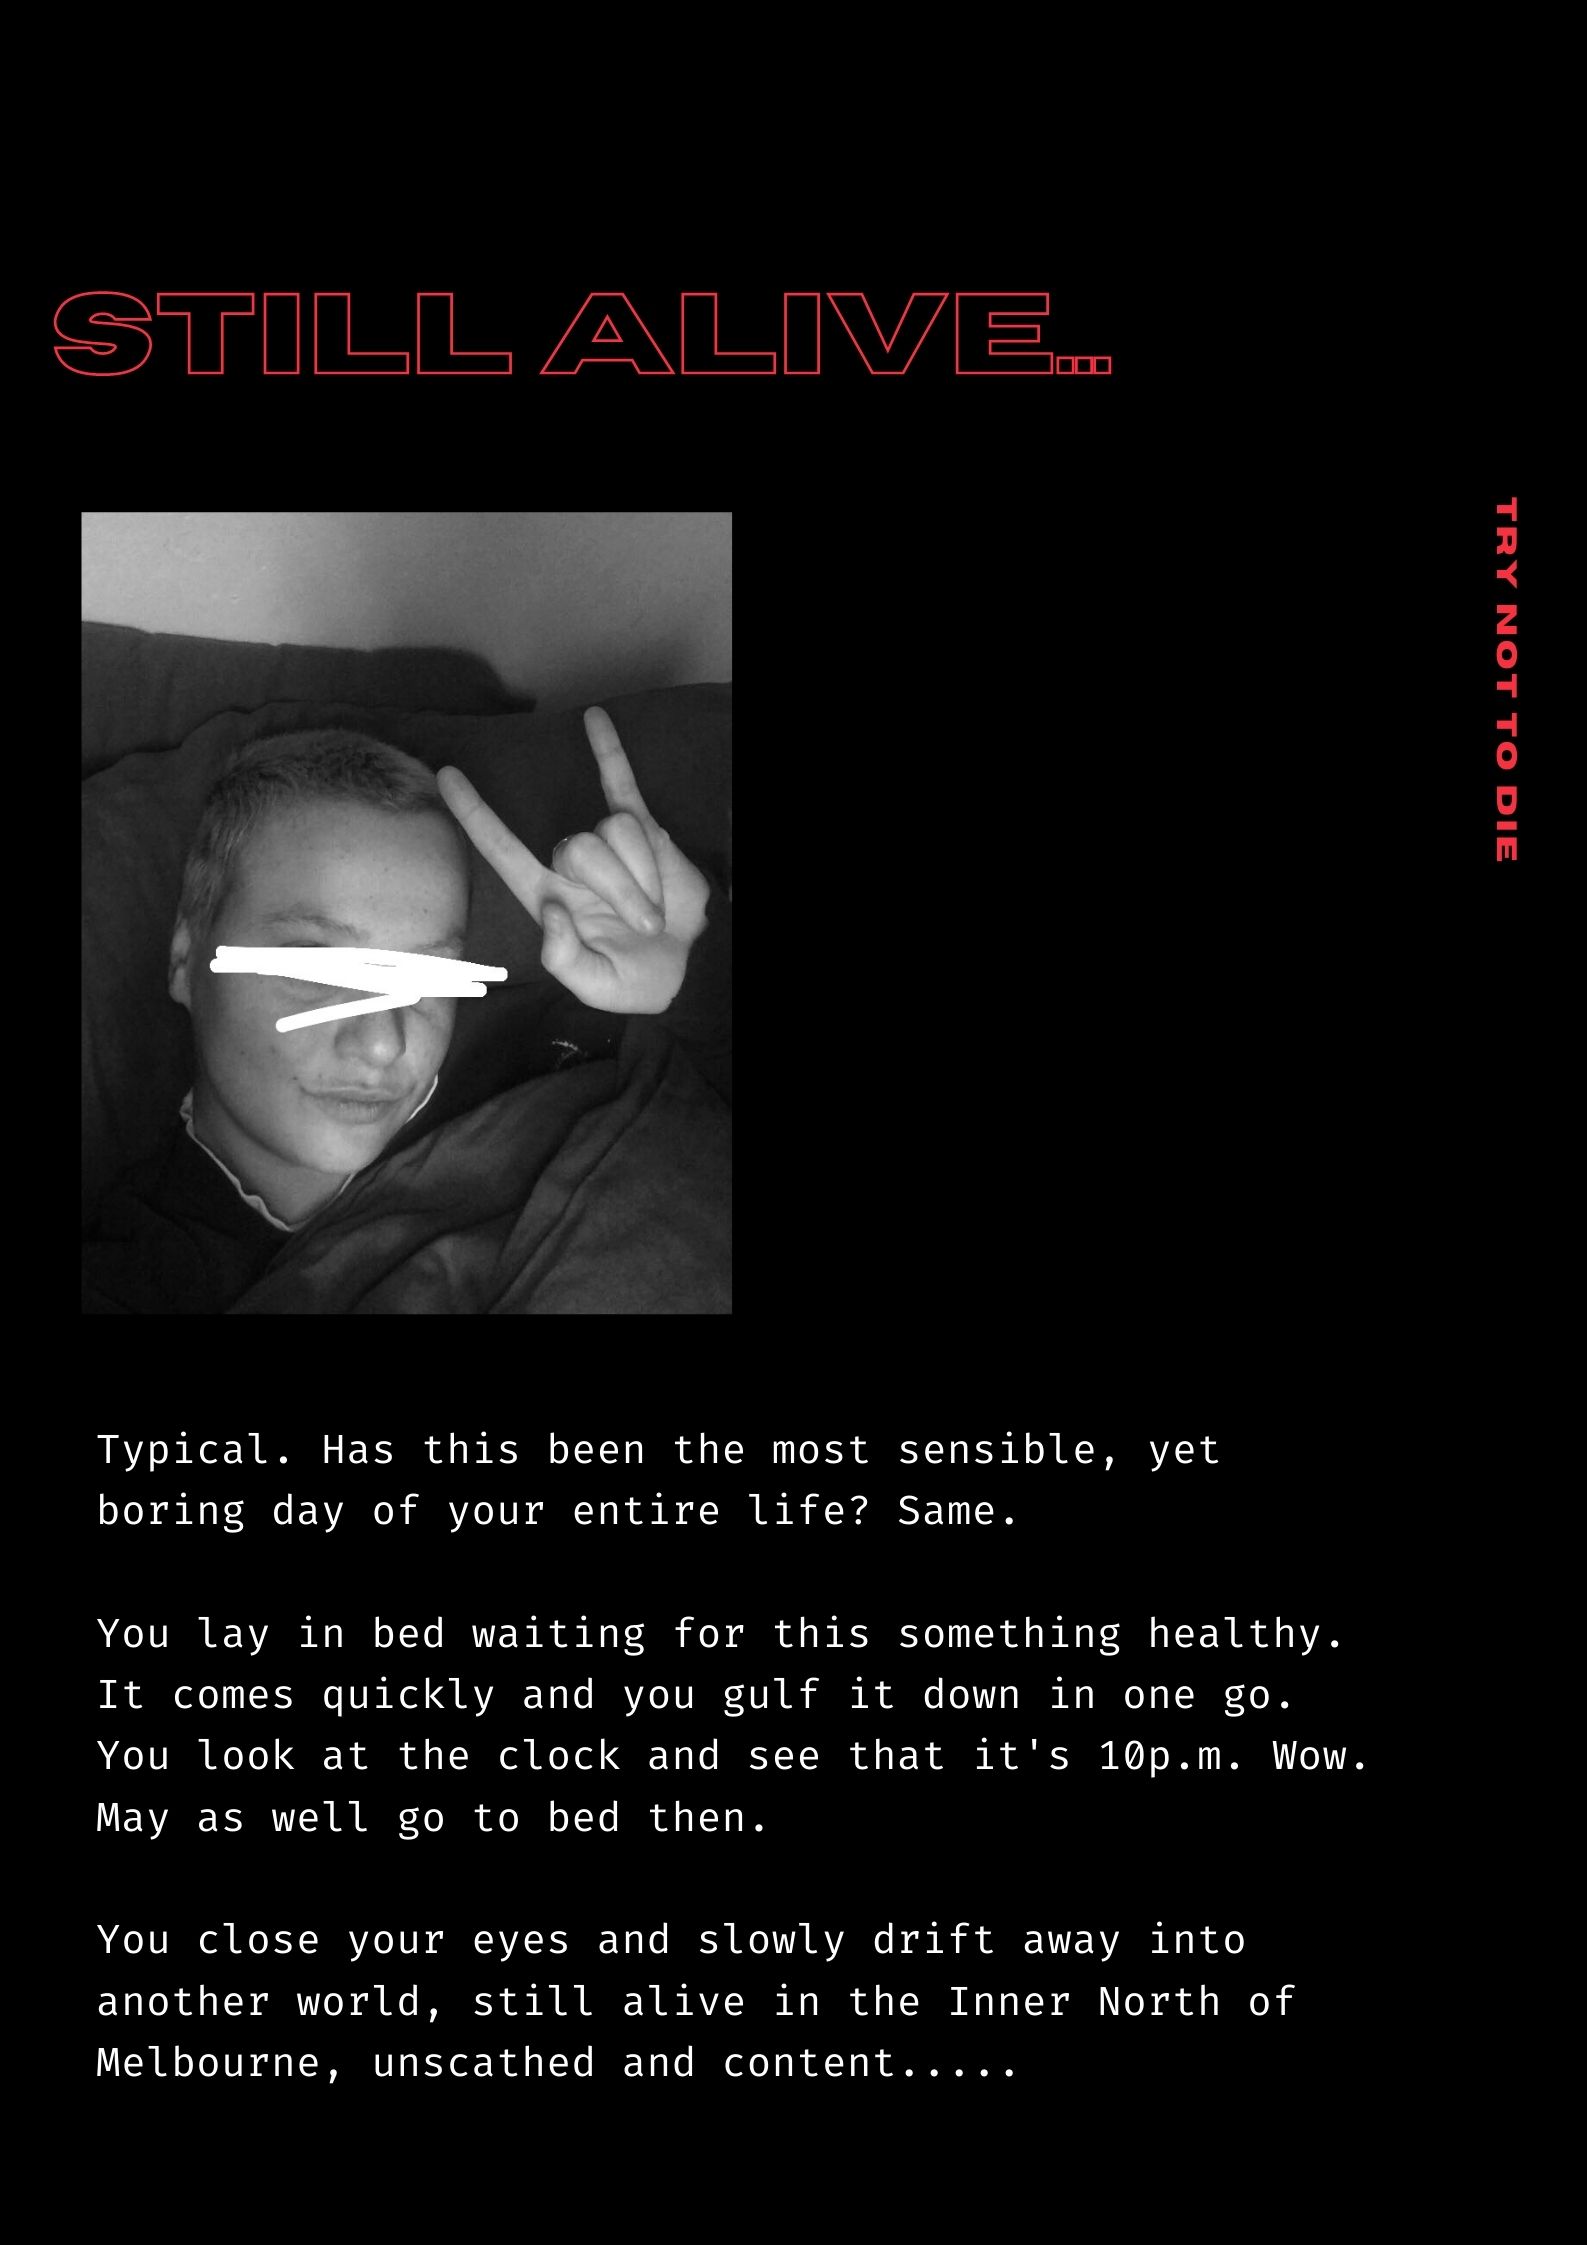 STILL ALIVE...
TRY NOT TO DIE
Typical. Has this been the most sensible, yet
boring day of your entire life? Same.
You lay in bed waiting for this something healthy.
It comes quickly and you gulf it down in one go.
You look at the clock and see that it's 10p.m. Wow.
May as well go to bed then.
You close your eyes and slowly drift away into
another world, still alive in the Inner North of
Melbourne, unscathed and content.....